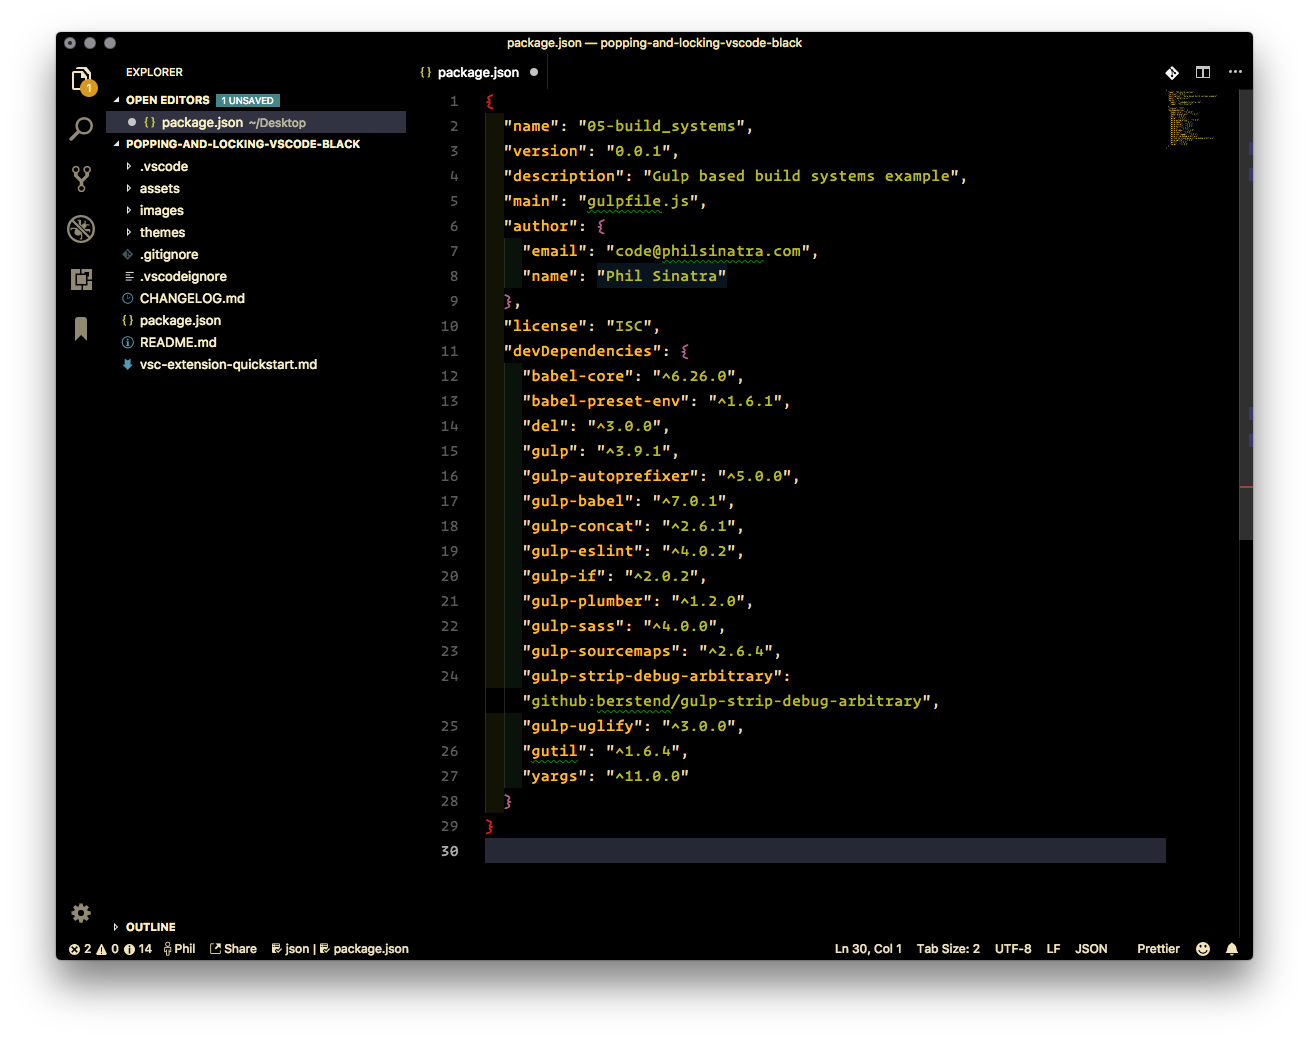 package.json — popping-and-locking-vscode-black
1
EXPLORER
OPEN EDITORS 1 UNSAVED
{} package.json ~/Desktop
POPPING-AND-LOCKING-VSCODE-BLACK
.vscode
assets
images
themes
.gitignore
.vscodeignore
CHANGELOG.md
{} package.json
README.md
vsc-extension-quickstart.md
OUTLINE
{} package.json
1 {
2 "name": "05-build_systems",
3 "version": "0.0.1",
4 "description": "Gulp based build systems example",
5 "main": "gulpfile.js",
6 "author": {
7 "email": "code@philsinatra.com",
8 "name": "Phil Sinatra"
9 },
10 "license": "ISC",
11 "devDependencies": {
12 "babel-core": "^6.26.0",
13 "babel-preset-env": "^1.6.1",
14 "del": "^3.0.0",
15 "gulp": "^3.9.1",
16 "gulp-autoprefixer": "^5.0.0",
17 "gulp-babel": "^7.0.1",
18 "gulp-concat": "^2.6.1",
19 "gulp-eslint": "^4.0.2",
20 "gulp-if": "^2.0.2",
21 "gulp-plumber": "^1.2.0",
22 "gulp-sass": "^4.0.0",
23 "gulp-sourcemaps": "^2.6.4",
24 "gulp-strip-debug-arbitrary":
"github:berstend/gulp-strip-debug-arbitrary",
25 "gulp-uglify": "^3.0.0",
26 "gutil": "^1.6.4",
27 "yargs": "^11.0.0"
28 }
29 }
30
2 0 14 Phil Share json | package.json Ln 30, Col 1 Tab Size: 2 UTF-8 LF JSON Prettier